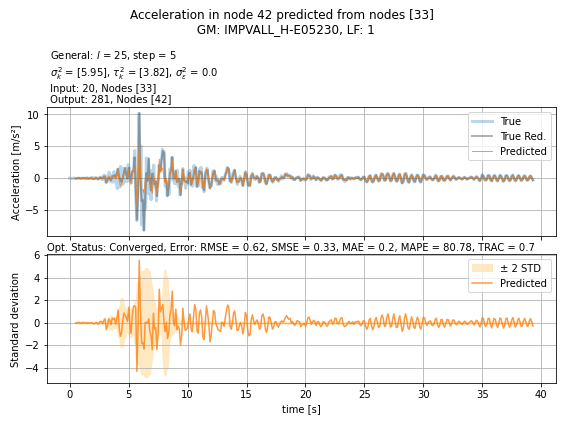 Acceleration in node 42 predicted from nodes [33]
GM: IMPVALL_H-E05230, LF: 1
General: l = 25, step = 5
σ²ₖ = [5.95], τ²ₖ = [3.82], σ²ε = 0.0
Input: 20, Nodes [33]
Output: 281, Nodes [42]
Acceleration [m/s²]
10
5
0
−5
True
True Red.
Predicted
Opt. Status: Converged, Error: RMSE = 0.62, SMSE = 0.33, MAE = 0.2, MAPE = 80.78, TRAC = 0.7
Standard deviation
6
4
2
0
−2
−4
± 2 STD
Predicted
0 5 10 15 20 25 30 35 40
time [s]